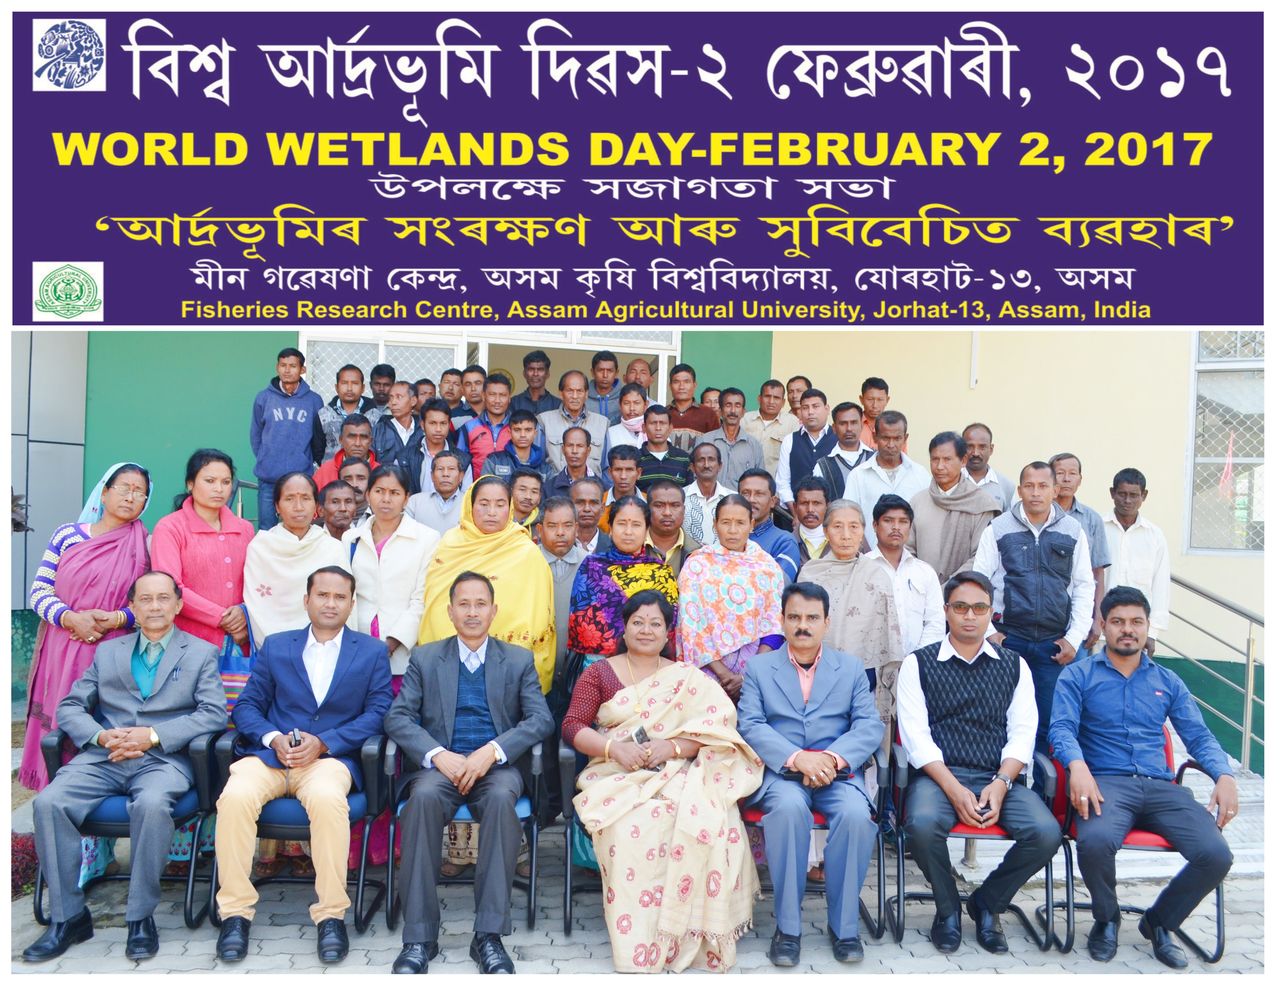 বিশ্ব আৰ্দ্ৰভূমি দিৱস-২ ফেব্ৰুৱাৰী, ২০১৭
WORLD WETLANDS DAY-FEBRUARY 2, 2017
উপলক্ষে সজাগতা সভা
‘আৰ্দ্ৰভূমিৰ সংৰক্ষণ আৰু সুবিবেচিত ব্যৱহাৰ’
মীন গৱেষণা কেন্দ্ৰ, অসম কৃষি বিশ্ববিদ্যালয়, যোৰহাট-১৩, অসম
Fisheries Research Centre, Assam Agricultural University, Jorhat-13, Assam, India
NYC